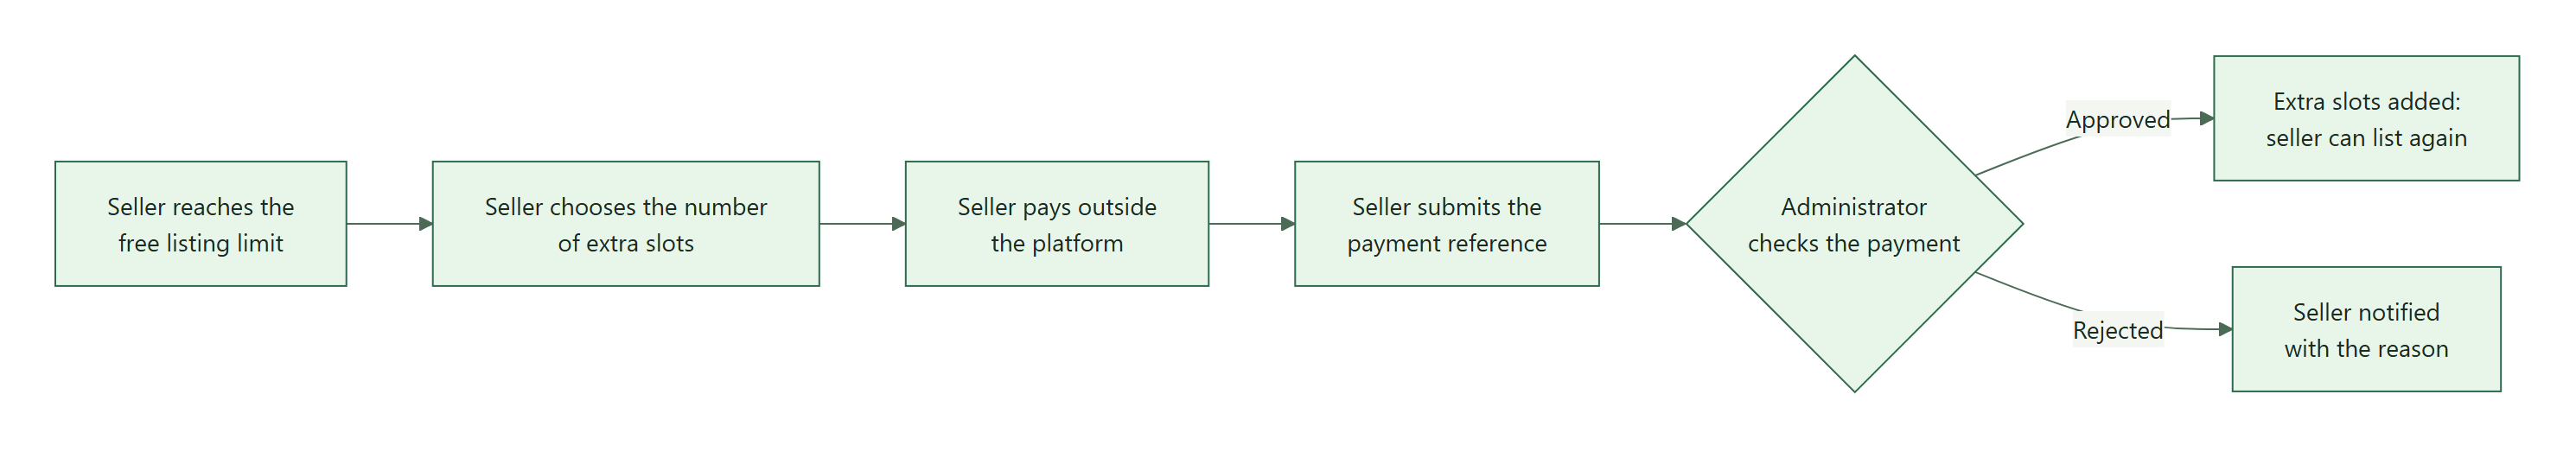 Seller reaches the
free listing limit
Seller chooses the number
of extra slots
Seller pays outside
the platform
Seller submits the
payment reference
Administrator
checks the payment
Approved
Extra slots added:
seller can list again
Rejected
Seller notified
with the reason